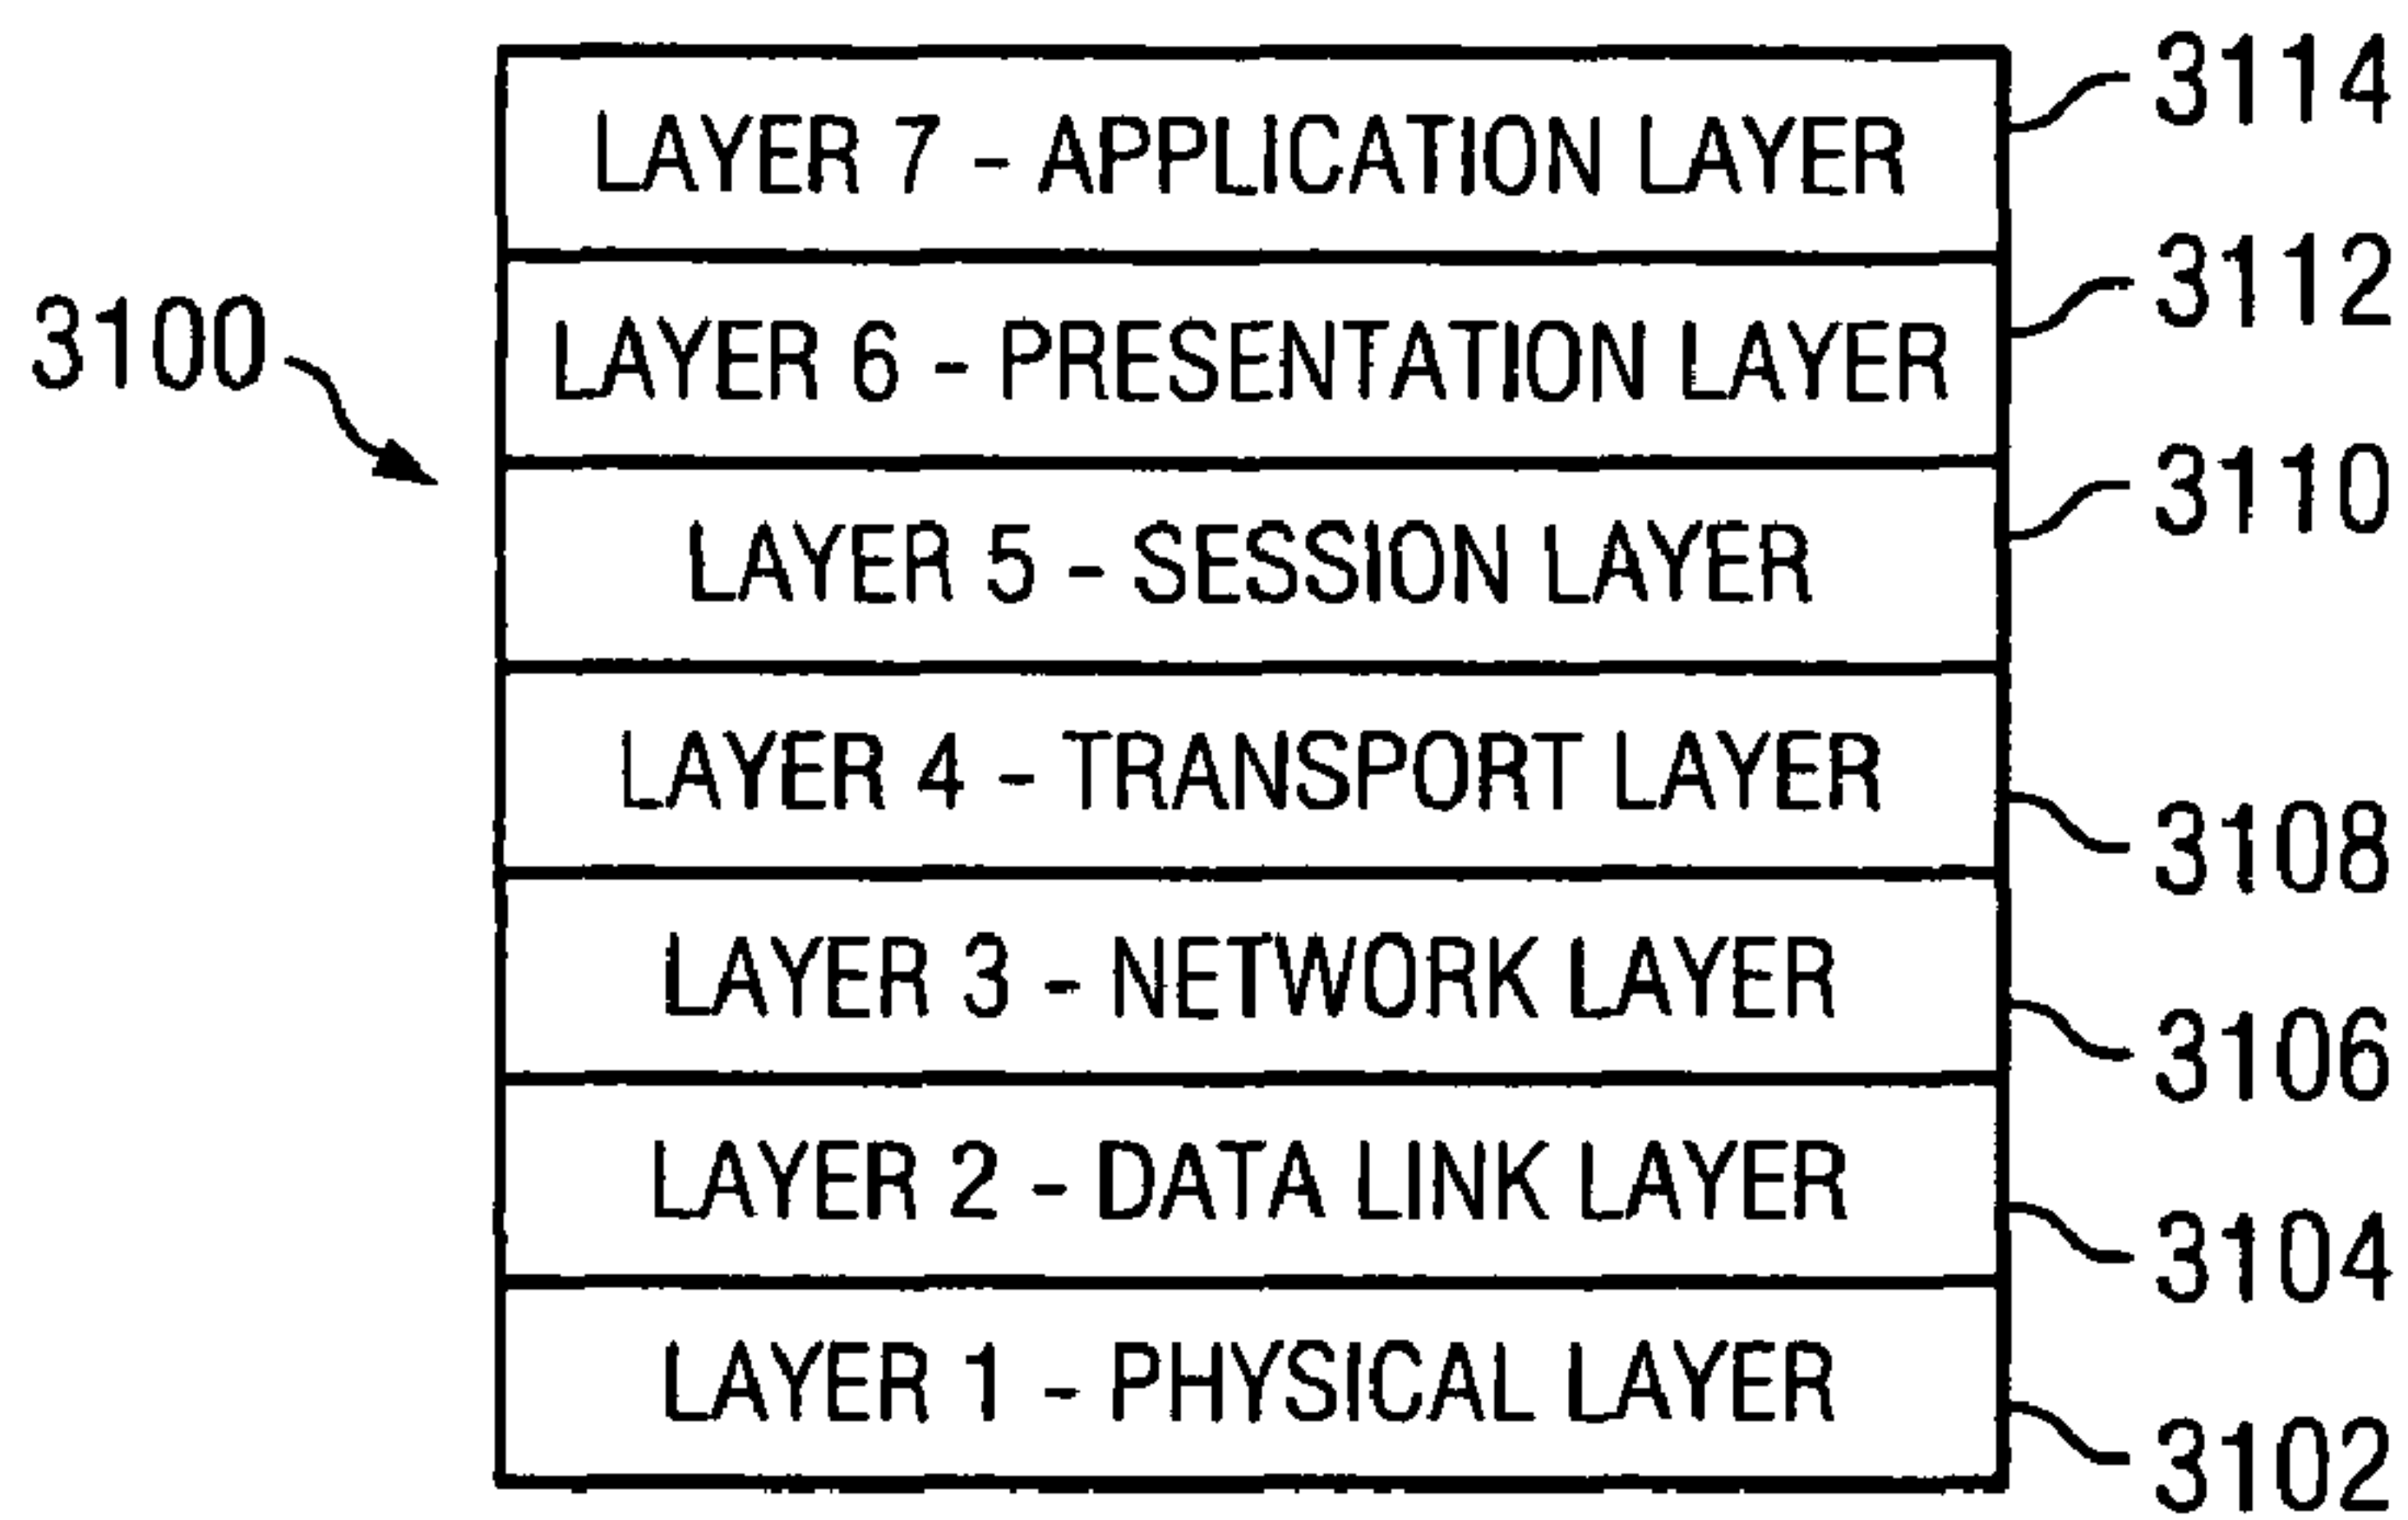 3114
LAYER 7 - APPLICATION LAYER
3112
3100
LAYER 6 - PRESENTATION LAYER
3110
LAYER 5 - SESSION LAYER
LAYER 4 - TRANSPORT LAYER
3108
LAYER 3 - NETWORK LAYER
3106
LAYER 2 - DATA LINK LAYER
3104
LAYER 1 - PHYSICAL LAYER
3102